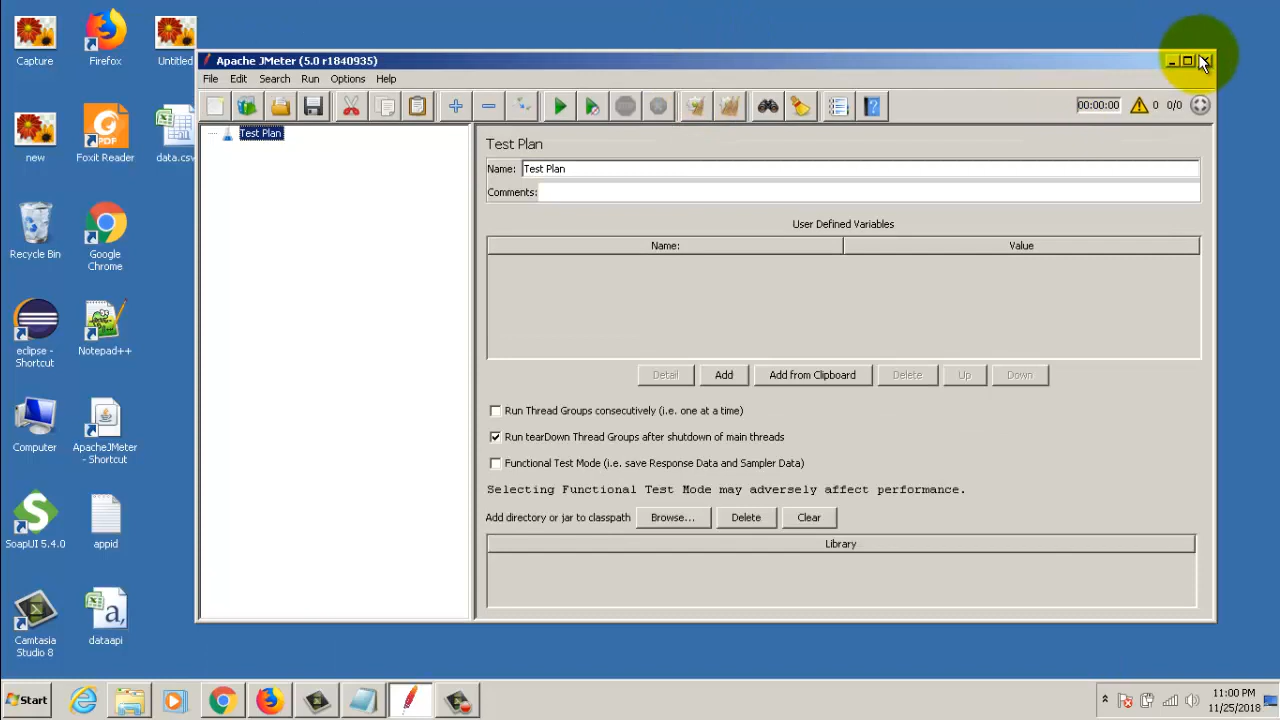 Capture
Firefox
Untitled
new
Foxit Reader
data.csv
Recycle Bin
Google
Chrome
eclipse -
Shortcut
Notepad++
Computer
ApacheJMeter
- Shortcut
SoapUI 5.4.0
appid
Camtasia
Studio 8
dataapi
Apache JMeter (5.0 r1840935)
File Edit Search Run Options Help
00:00:00 0 0/0
Test Plan
Test Plan
Name: Test Plan
Comments:
User Defined Variables
Name: Value
Detail Add Add from Clipboard Delete Up Down
Run Thread Groups consecutively (i.e. one at a time)
Run tearDown Thread Groups after shutdown of main threads
Functional Test Mode (i.e. save Response Data and Sampler Data)
Selecting Functional Test Mode may adversely affect performance.
Add directory or jar to classpath Browse... Delete Clear
Library
Start
11:00 PM
11/25/2018